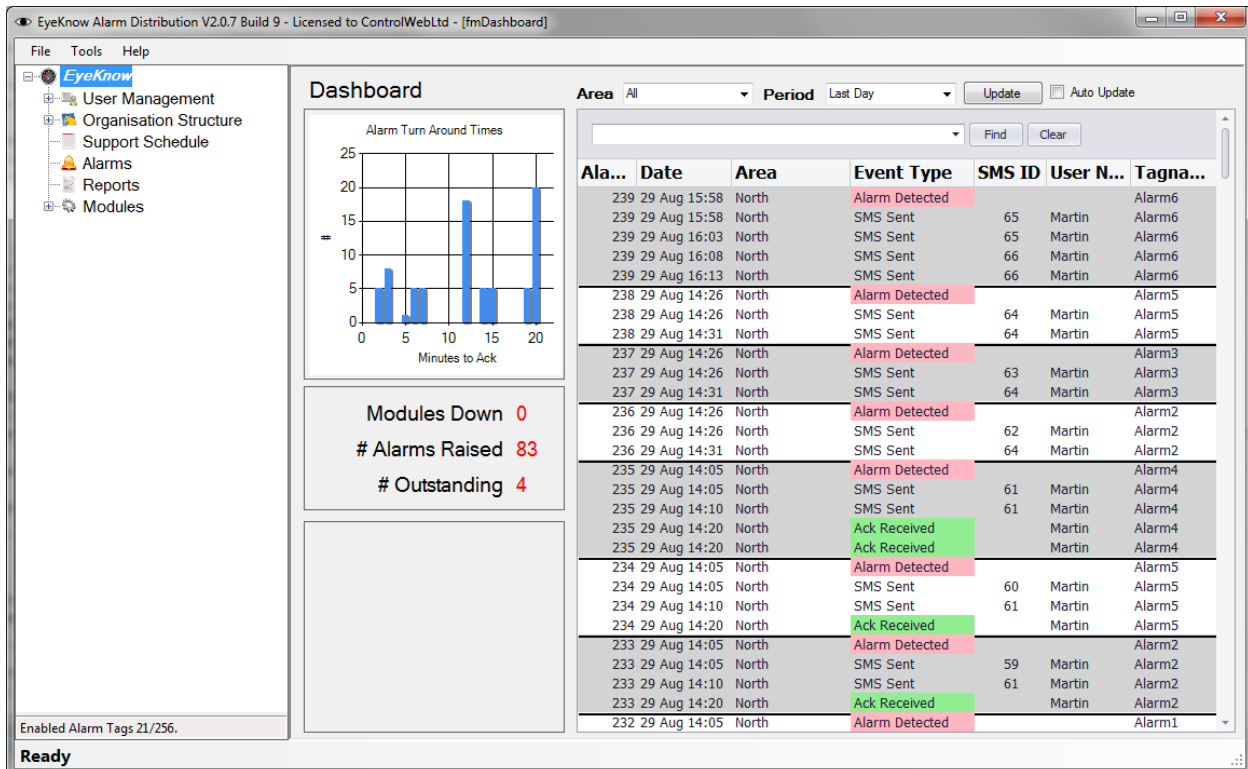 EyeKnow Alarm Distribution V2.0.7 Build 9 - Licensed to ControlWebLtd - [fmDashboard]
File Tools Help
EyeKnow
User Management
Organisation Structure
Support Schedule
Alarms
Reports
Modules
Enabled Alarm Tags 21/256.
Ready
Dashboard
Alarm Turn Around Times
25
20
15
10
5
0
#
0 5 10 15 20
Minutes to Ack
Modules Down 0
# Alarms Raised 83
# Outstanding 4
Area All Period Last Day Update Auto Update
Find Clear
Ala... Date Area Event Type SMS ID User N... Tagna...
239 29 Aug 15:58 North Alarm Detected Alarm6
239 29 Aug 15:58 North SMS Sent 65 Martin Alarm6
239 29 Aug 16:03 North SMS Sent 65 Martin Alarm6
239 29 Aug 16:08 North SMS Sent 66 Martin Alarm6
239 29 Aug 16:13 North SMS Sent 66 Martin Alarm6
238 29 Aug 14:26 North Alarm Detected Alarm5
238 29 Aug 14:26 North SMS Sent 64 Martin Alarm5
238 29 Aug 14:31 North SMS Sent 64 Martin Alarm5
237 29 Aug 14:26 North Alarm Detected Alarm3
237 29 Aug 14:26 North SMS Sent 63 Martin Alarm3
237 29 Aug 14:31 North SMS Sent 64 Martin Alarm3
236 29 Aug 14:26 North Alarm Detected Alarm2
236 29 Aug 14:26 North SMS Sent 62 Martin Alarm2
236 29 Aug 14:31 North SMS Sent 64 Martin Alarm2
235 29 Aug 14:05 North Alarm Detected Alarm4
235 29 Aug 14:05 North SMS Sent 61 Martin Alarm4
235 29 Aug 14:10 North SMS Sent 61 Martin Alarm4
235 29 Aug 14:20 North Ack Received Martin Alarm4
235 29 Aug 14:20 North Ack Received Martin Alarm4
234 29 Aug 14:05 North Alarm Detected Alarm5
234 29 Aug 14:05 North SMS Sent 60 Martin Alarm5
234 29 Aug 14:10 North SMS Sent 61 Martin Alarm5
234 29 Aug 14:20 North Ack Received Martin Alarm5
233 29 Aug 14:05 North Alarm Detected Alarm2
233 29 Aug 14:05 North SMS Sent 59 Martin Alarm2
233 29 Aug 14:10 North SMS Sent 61 Martin Alarm2
233 29 Aug 14:20 North Ack Received Martin Alarm2
232 29 Aug 14:05 North Alarm Detected Alarm1